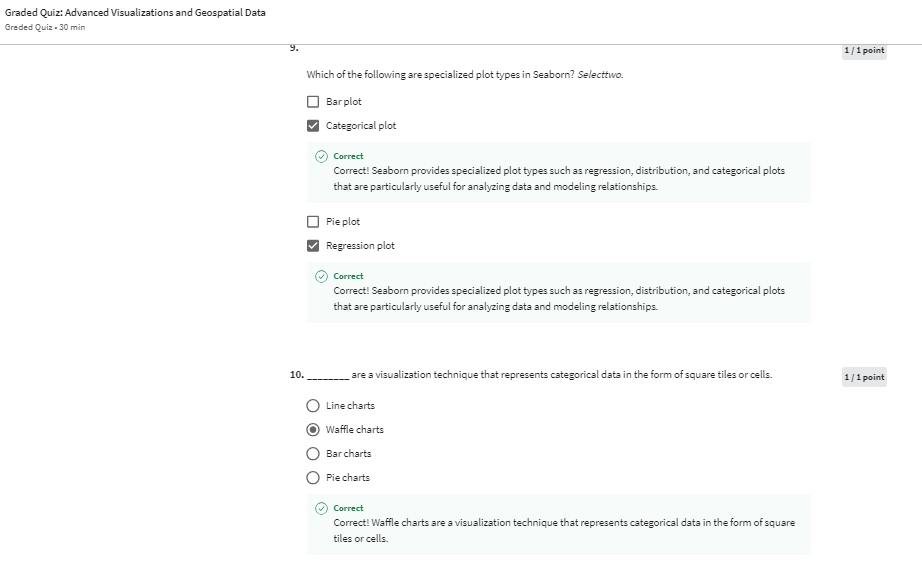 Graded Quiz: Advanced Visualizations and Geospatial Data
Graded Quiz • 30 min
9.
1 / 1 point
Which of the following are specialized plot types in Seaborn? Select two.
Bar plot
Categorical plot
Correct
Correct! Seaborn provides specialized plot types such as regression, distribution, and categorical plots
that are particularly useful for analyzing data and modeling relationships.
Pie plot
Regression plot
Correct
Correct! Seaborn provides specialized plot types such as regression, distribution, and categorical plots
that are particularly useful for analyzing data and modeling relationships.
10. ________ are a visualization technique that represents categorical data in the form of square tiles or cells.
1 / 1 point
Line charts
Waffle charts
Bar charts
Pie charts
Correct
Correct! Waffle charts are a visualization technique that represents categorical data in the form of square
tiles or cells.